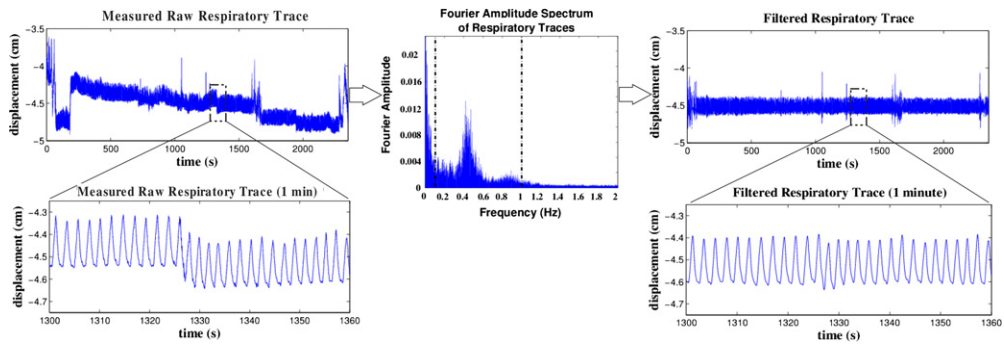 Measured Raw Respiratory Trace
displacement (cm)
−3.5
−4
−4.5
−5
0 500 1000 1500 2000
time (s)
Fourier Amplitude Spectrum
of Respiratory Traces
Fourier Amplitude
0.02
0.016
0.012
0.008
0.004
0
0 0.2 0.4 0.6 0.8 1 1.2 1.4 1.6 1.8 2
Frequency (Hz)
Filtered Respiratory Trace
displacement (cm)
−3.5
−4
−4.5
−5
0 500 1000 1500 2000
time (s)
Measured Raw Respiratory Trace (1 min)
displacement (cm)
−4.3
−4.4
−4.5
−4.6
−4.7
1300 1310 1320 1330 1340 1350 1360
time (s)
Filtered Respiratory Trace (1 minute)
displacement (cm)
−4.3
−4.4
−4.5
−4.6
−4.7
1300 1310 1320 1330 1340 1350 1360
time (s)